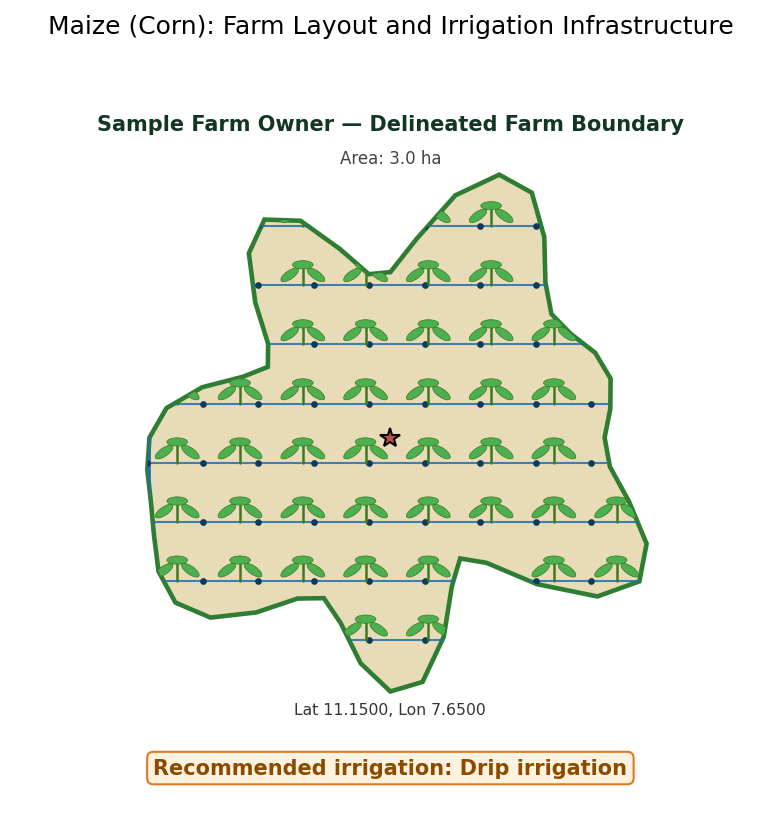 Maize (Corn): Farm Layout and Irrigation Infrastructure
Sample Farm Owner — Delineated Farm Boundary
Area: 3.0 ha
Lat 11.1500, Lon 7.6500
Recommended irrigation: Drip irrigation